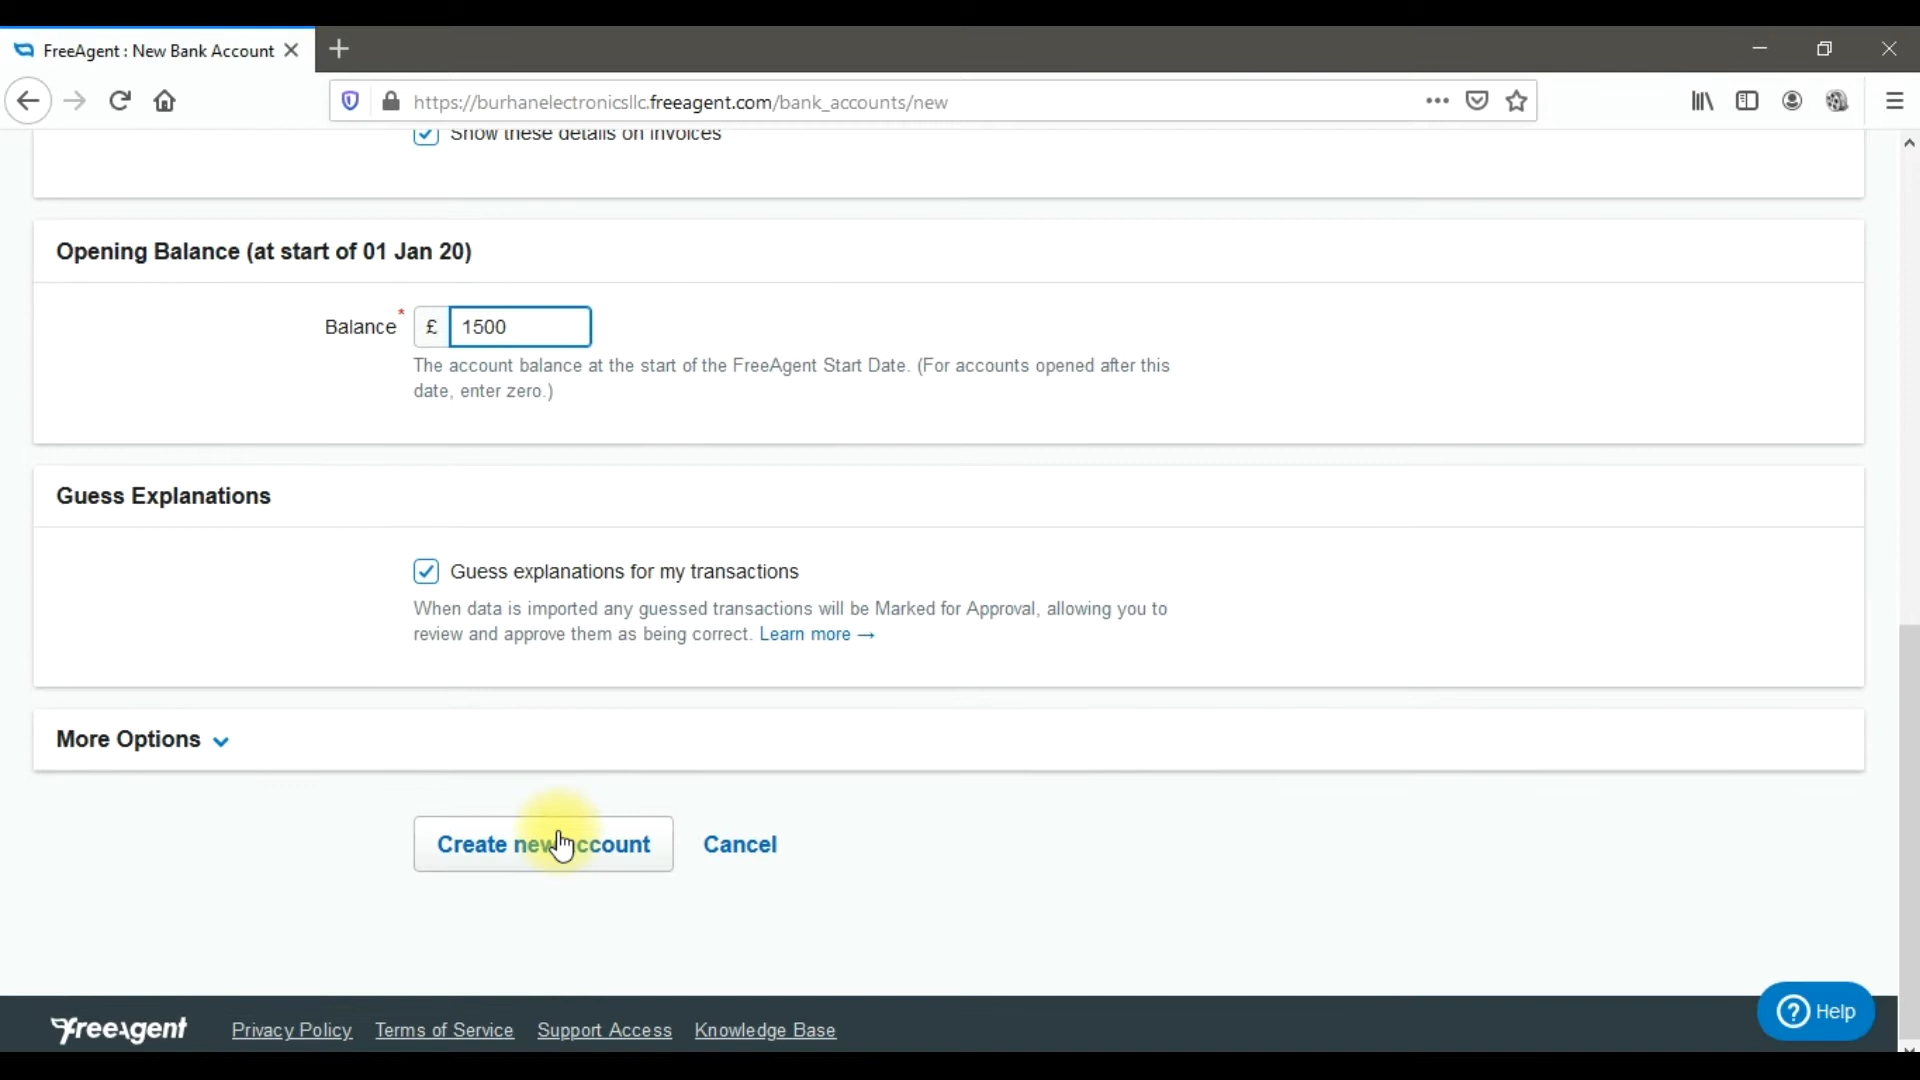 FreeAgent : New Bank Account
https://burhanelectronicsllc.freeagent.com/bank_accounts/new
Show these details on invoices
Opening Balance (at start of 01 Jan 20)
Balance * £ 1500
The account balance at the start of the FreeAgent Start Date. (For accounts opened after this
date, enter zero.)
Guess Explanations
Guess explanations for my transactions
When data is imported any guessed transactions will be Marked for Approval, allowing you to
review and approve them as being correct. Learn more →
More Options
Create new account Cancel
FreeAgent Privacy Policy Terms of Service Support Access Knowledge Base
? Help